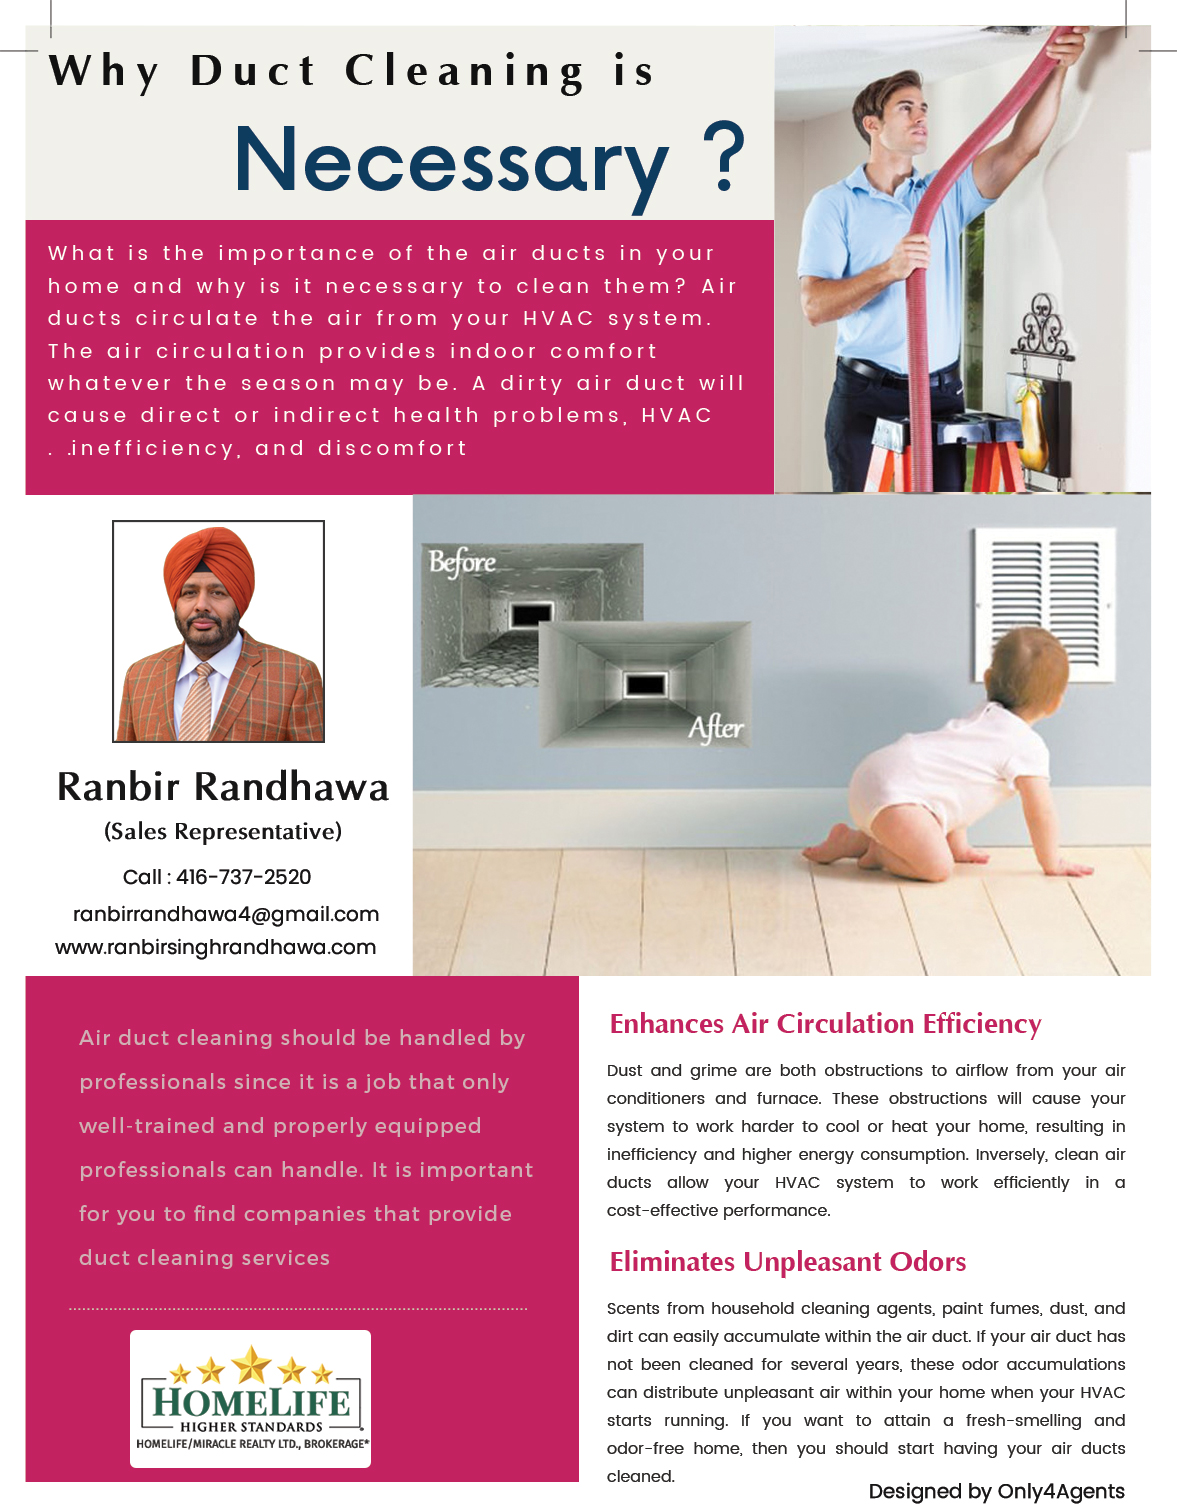 Why Duct Cleaning is
Necessary ?
What is the importance of the air ducts in your
home and why is it necessary to clean them? Air
ducts circulate the air from your HVAC system.
The air circulation provides indoor comfort
whatever the season may be. A dirty air duct will
cause direct or indirect health problems, HVAC
. .inefficiency, and discomfort
Before
After
Ranbir Randhawa
(Sales Representative)
Call : 416-737-2520
ranbirrandhawa4@gmail.com
www.ranbirsinghrandhawa.com
Air duct cleaning should be handled by
professionals since it is a job that only
well-trained and properly equipped
professionals can handle. It is important
for you to find companies that provide
duct cleaning services
HOMELIFE
HIGHER STANDARDS
HOMELIFE/MIRACLE REALTY LTD., BROKERAGE*
Enhances Air Circulation Efficiency
Dust and grime are both obstructions to airflow from your air
conditioners and furnace. These obstructions will cause your
system to work harder to cool or heat your home, resulting in
inefficiency and higher energy consumption. Inversely, clean air
ducts allow your HVAC system to work efficiently in a
cost-effective performance.
Eliminates Unpleasant Odors
Scents from household cleaning agents, paint fumes, dust, and
dirt can easily accumulate within the air duct. If your air duct has
not been cleaned for several years, these odor accumulations
can distribute unpleasant air within your home when your HVAC
starts running. If you want to attain a fresh-smelling and
odor-free home, then you should start having your air ducts
cleaned.
Designed by Only4Agents